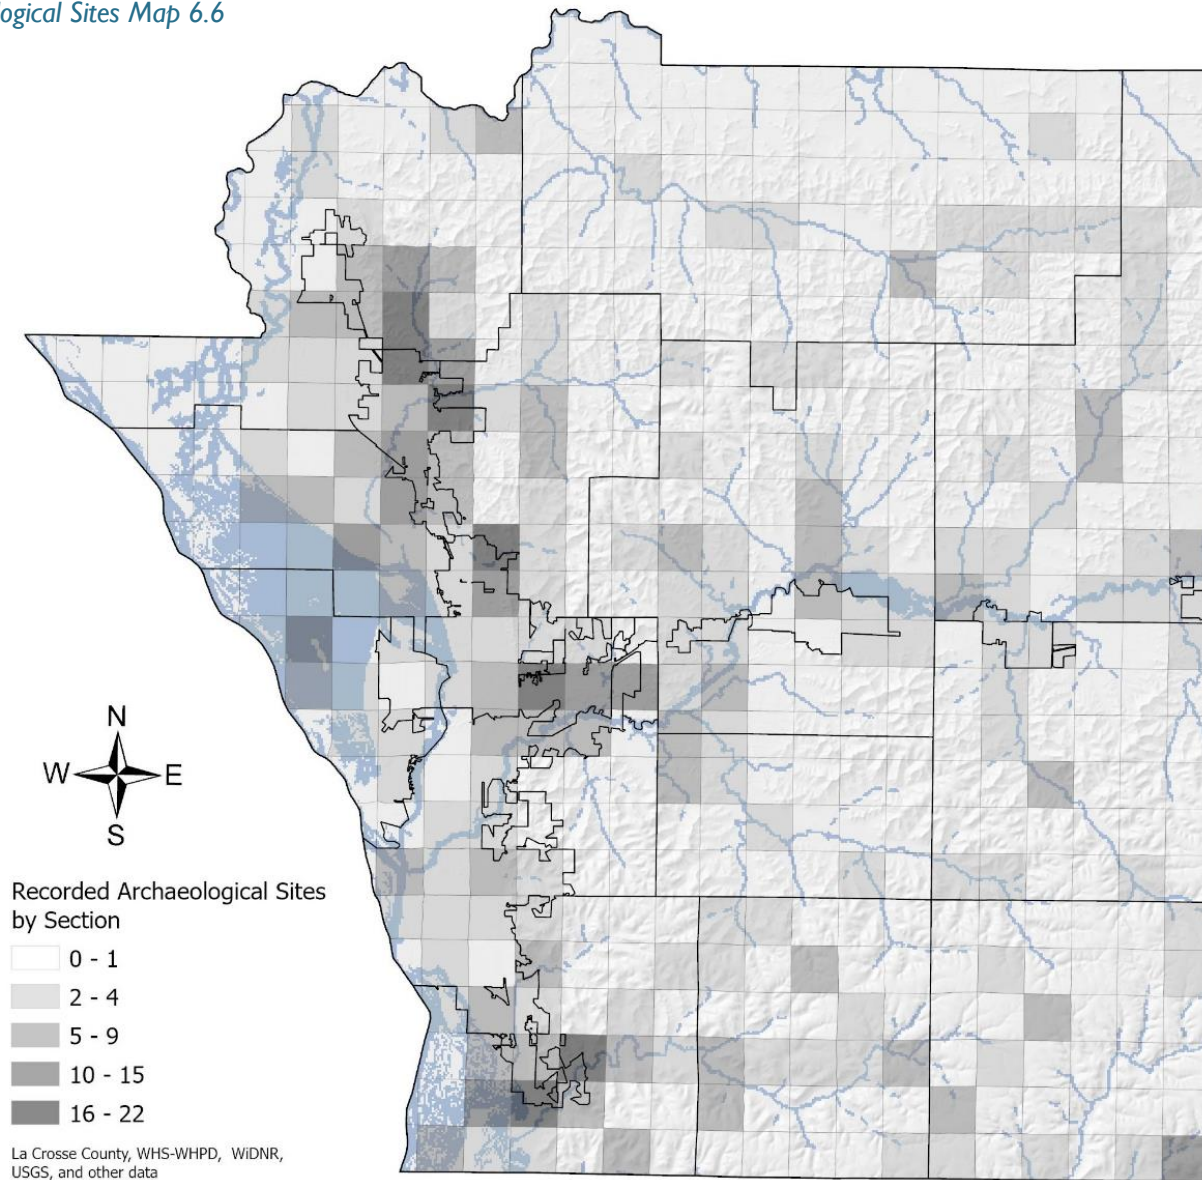 ogical Sites Map 6.6
N
W E
S
Recorded Archaeological Sites
by Section
0 - 1
2 - 4
5 - 9
10 - 15
16 - 22
La Crosse County, WHS-WHPD, WiDNR,
USGS, and other data